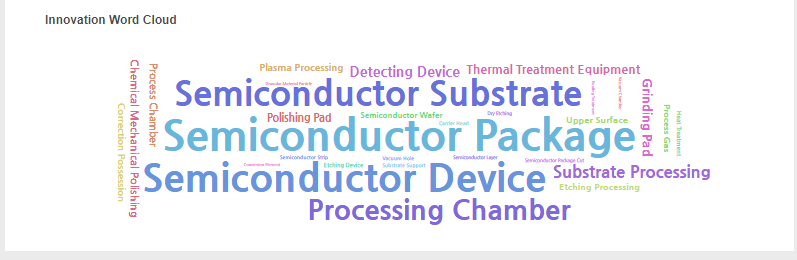 Innovation Word Cloud
Plasma Processing
Detecting Device
Thermal Treatment Equipment
Semiconductor Substrate
Polishing Pad
Semiconductor Wafer
Dry Etching
Carrier Head
Upper Surface
Semiconductor Package
Chemical Mechanical Polishing
Process Chamber
Correction Possession
Grinding Pad
Process Gas
Heat Treatment
Semiconductor Strip
Etching Device
Vacuum Hole
Substrate Support
Semiconductor Layer
Semiconductor Package Cut
Semiconductor Device
Substrate Processing
Etching Processing
Processing Chamber